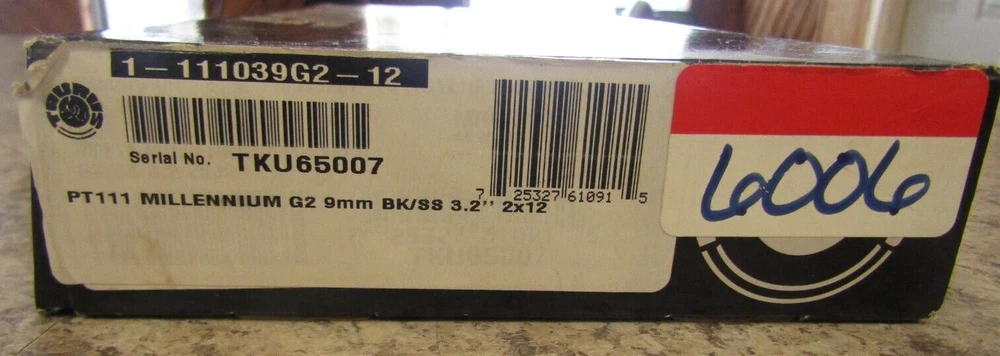 1-111039G2-12
TAURUS
Serial No. TKU65007
7 25327 61091 5
PT111 MILLENNIUM G2 9mm BK/SS 3.2'' 2x12
6006
TKU65007